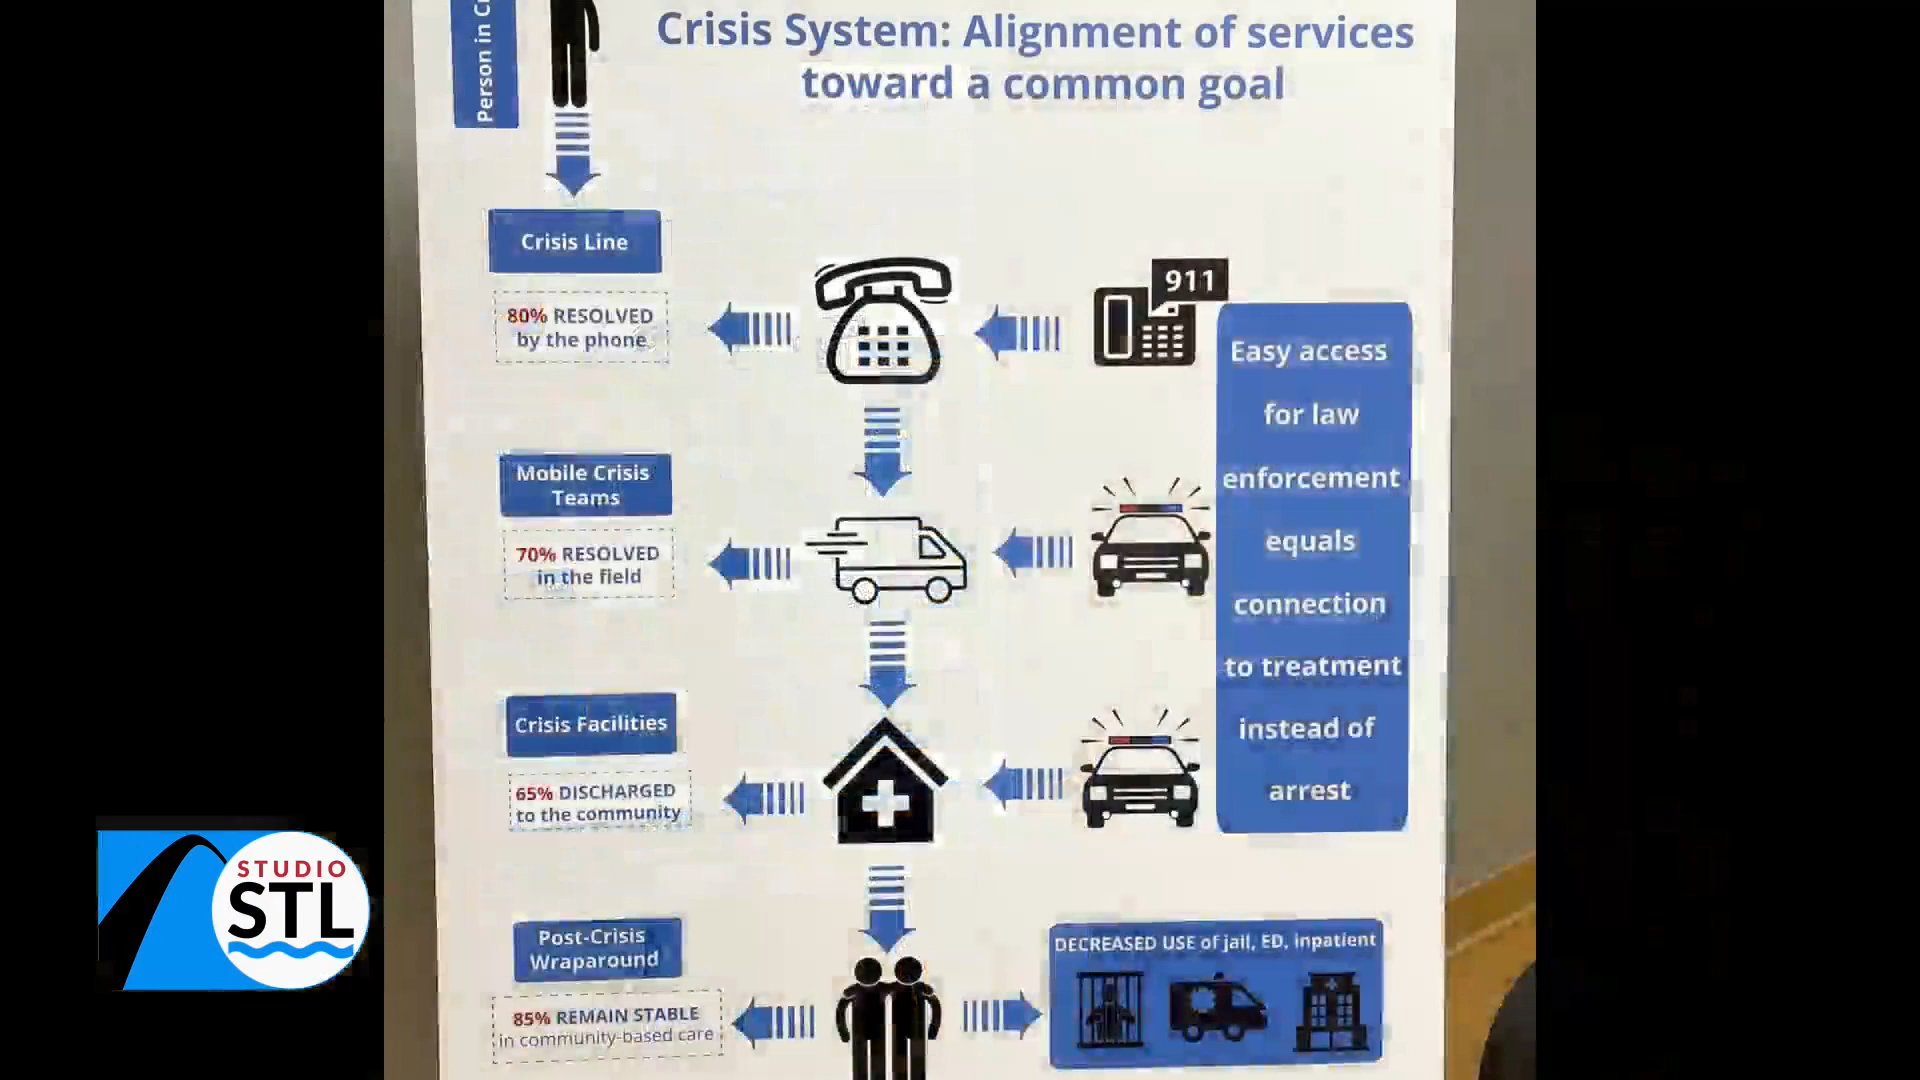 Person in
Crisis System: Alignment of services
toward a common goal
Crisis Line
80% RESOLVED
by the phone
911
Mobile Crisis
Teams
70% RESOLVED
in the field
Crisis Facilities
65% DISCHARGED
to the community
Easy access
for law
enforcement
equals
connection
to treatment
instead of
arrest
Post-Crisis
Wraparound
85% REMAIN STABLE
in community-based care
DECREASED USE of jail, ED, inpatient
STUDIO
STL